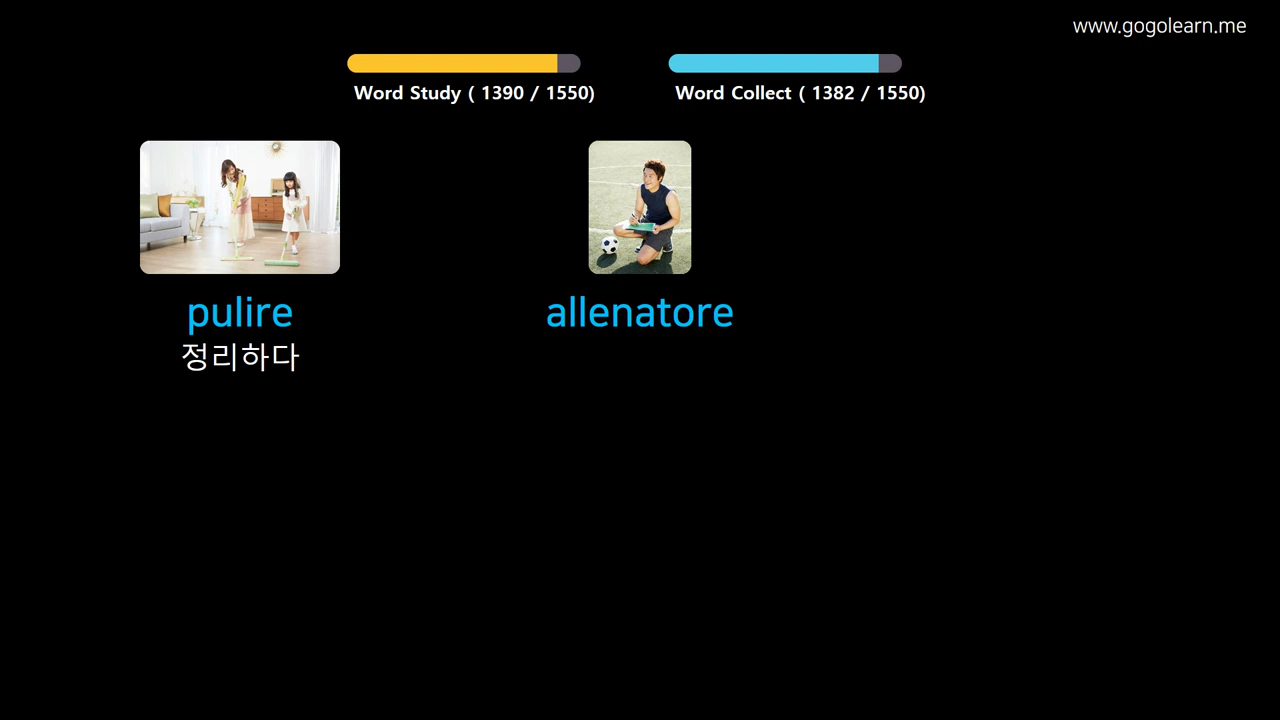 www.gogolearn.me
Word Study ( 1390 / 1550)
Word Collect ( 1382 / 1550)
pulire
정리하다
allenatore